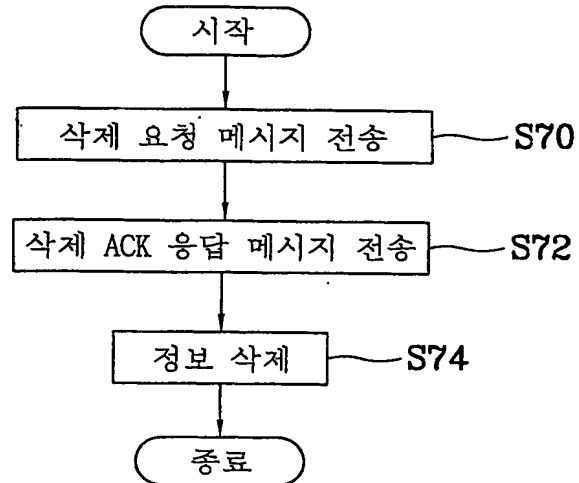 시작
삭제 요청 메시지 전송 S70
삭제 ACK 응답 메시지 전송 S72
정보 삭제 S74
종료